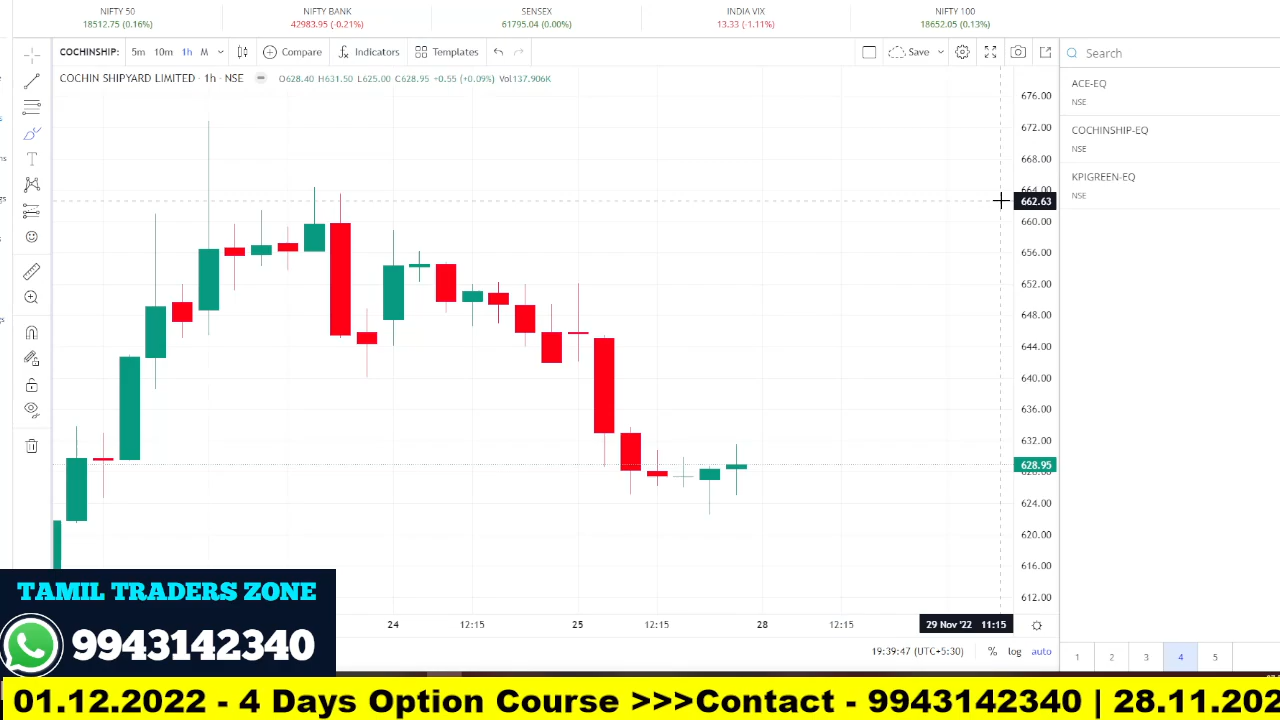 NIFTY 50
18512.75 (0.16%)
NIFTY BANK
42983.95 (-0.21%)
SENSEX
61795.04 (0.00%)
INDIA VIX
13.33 (-1.11%)
NIFTY 100
18652.05 (0.13%)
COCHINSHIP: 5m 10m 1h M Compare Indicators Templates Save
Search
COCHIN SHIPYARD LIMITED · 1h · NSE O628.40 H631.50 L625.00 C628.95 +0.55 (+0.09%) Vol137.906K
ACE-EQ
NSE
COCHINSHIP-EQ
NSE
KPIGREEN-EQ
NSE
676.00
672.00
668.00
664.00
662.63
660.00
656.00
652.00
648.00
644.00
640.00
636.00
632.00
628.95
628.00
624.00
620.00
616.00
612.00
24 12:15 25 12:15 28 12:15 29 Nov '22 11:15
19:39:47 (UTC+5:30) % log auto
1 2 3 4 5
TAMIL TRADERS ZONE
9943142340
01.12.2022 - 4 Days Option Course >>>Contact - 9943142340 | 28.11.202